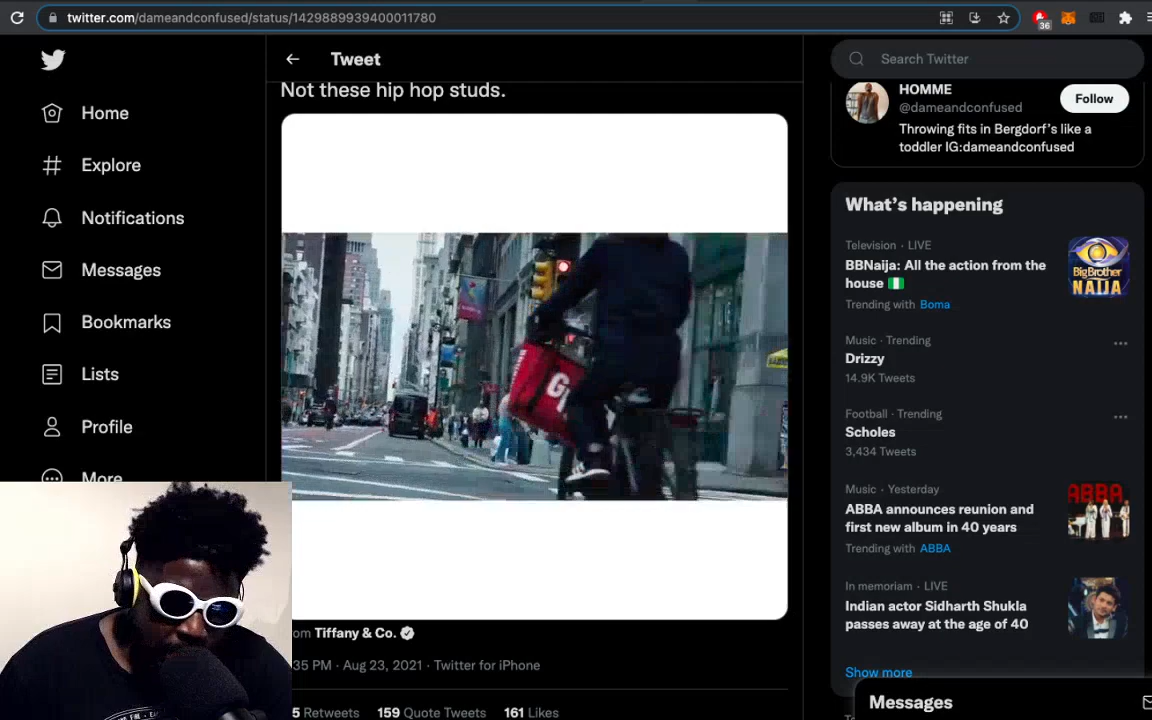 twitter.com/dameandconfused/status/1429889939400011780
36
Tweet
Search Twitter
Home
Explore
Notifications
Messages
Bookmarks
Lists
Profile
More
Not these hip hop studs.
G
Tiffany & Co.
35 PM · Aug 23, 2021 · Twitter for iPhone
5 Retweets 159 Quote Tweets 161 Likes
HOMME
@dameandconfused
Follow
Throwing fits in Bergdorf's like a
toddler IG:dameandconfused
What's happening
Television · LIVE
BBNaija: All the action from the
house
Trending with Boma
BigBrother
NAIJA
Music · Trending
Drizzy
14.9K Tweets
Football · Trending
Scholes
3,434 Tweets
Music · Yesterday
ABBA announces reunion and
first new album in 40 years
Trending with ABBA
ABBA
In memoriam · LIVE
Indian actor Sidharth Shukla
passes away at the age of 40
Show more
Messages